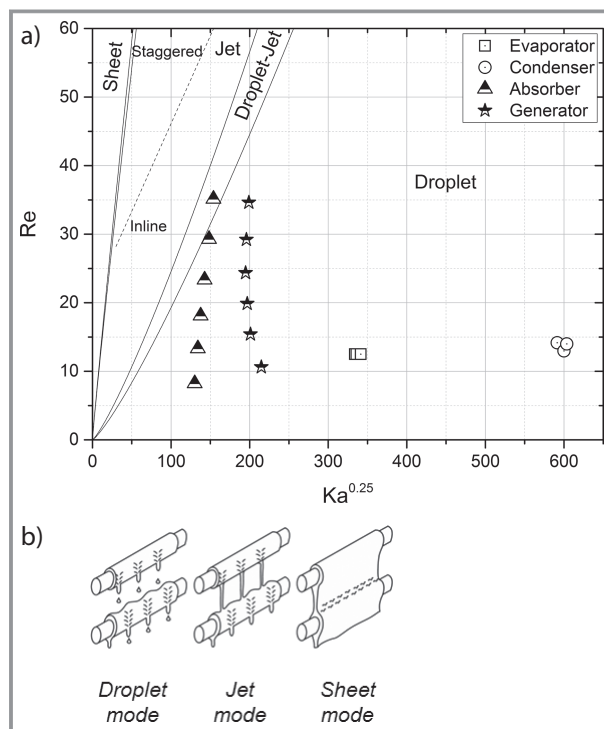 a)
60
50
40
30
20
10
0
Re
Sheet
Staggered
Jet
Droplet-Jet
Inline
Droplet
Evaporator
Condenser
Absorber
Generator
0 100 200 300 400 500 600
Ka^0.25
b)
Droplet mode
Jet mode
Sheet mode